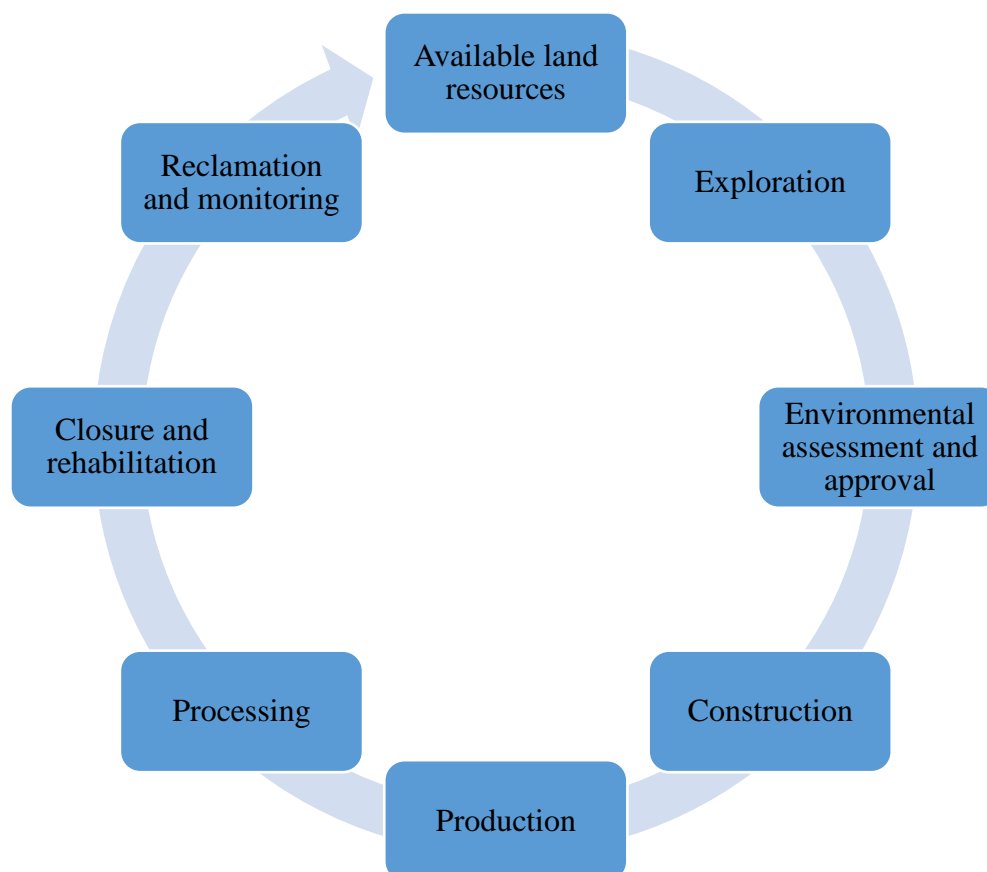 Available land
resources
Exploration
Environmental
assessment and
approval
Construction
Production
Processing
Closure and
rehabilitation
Reclamation
and monitoring